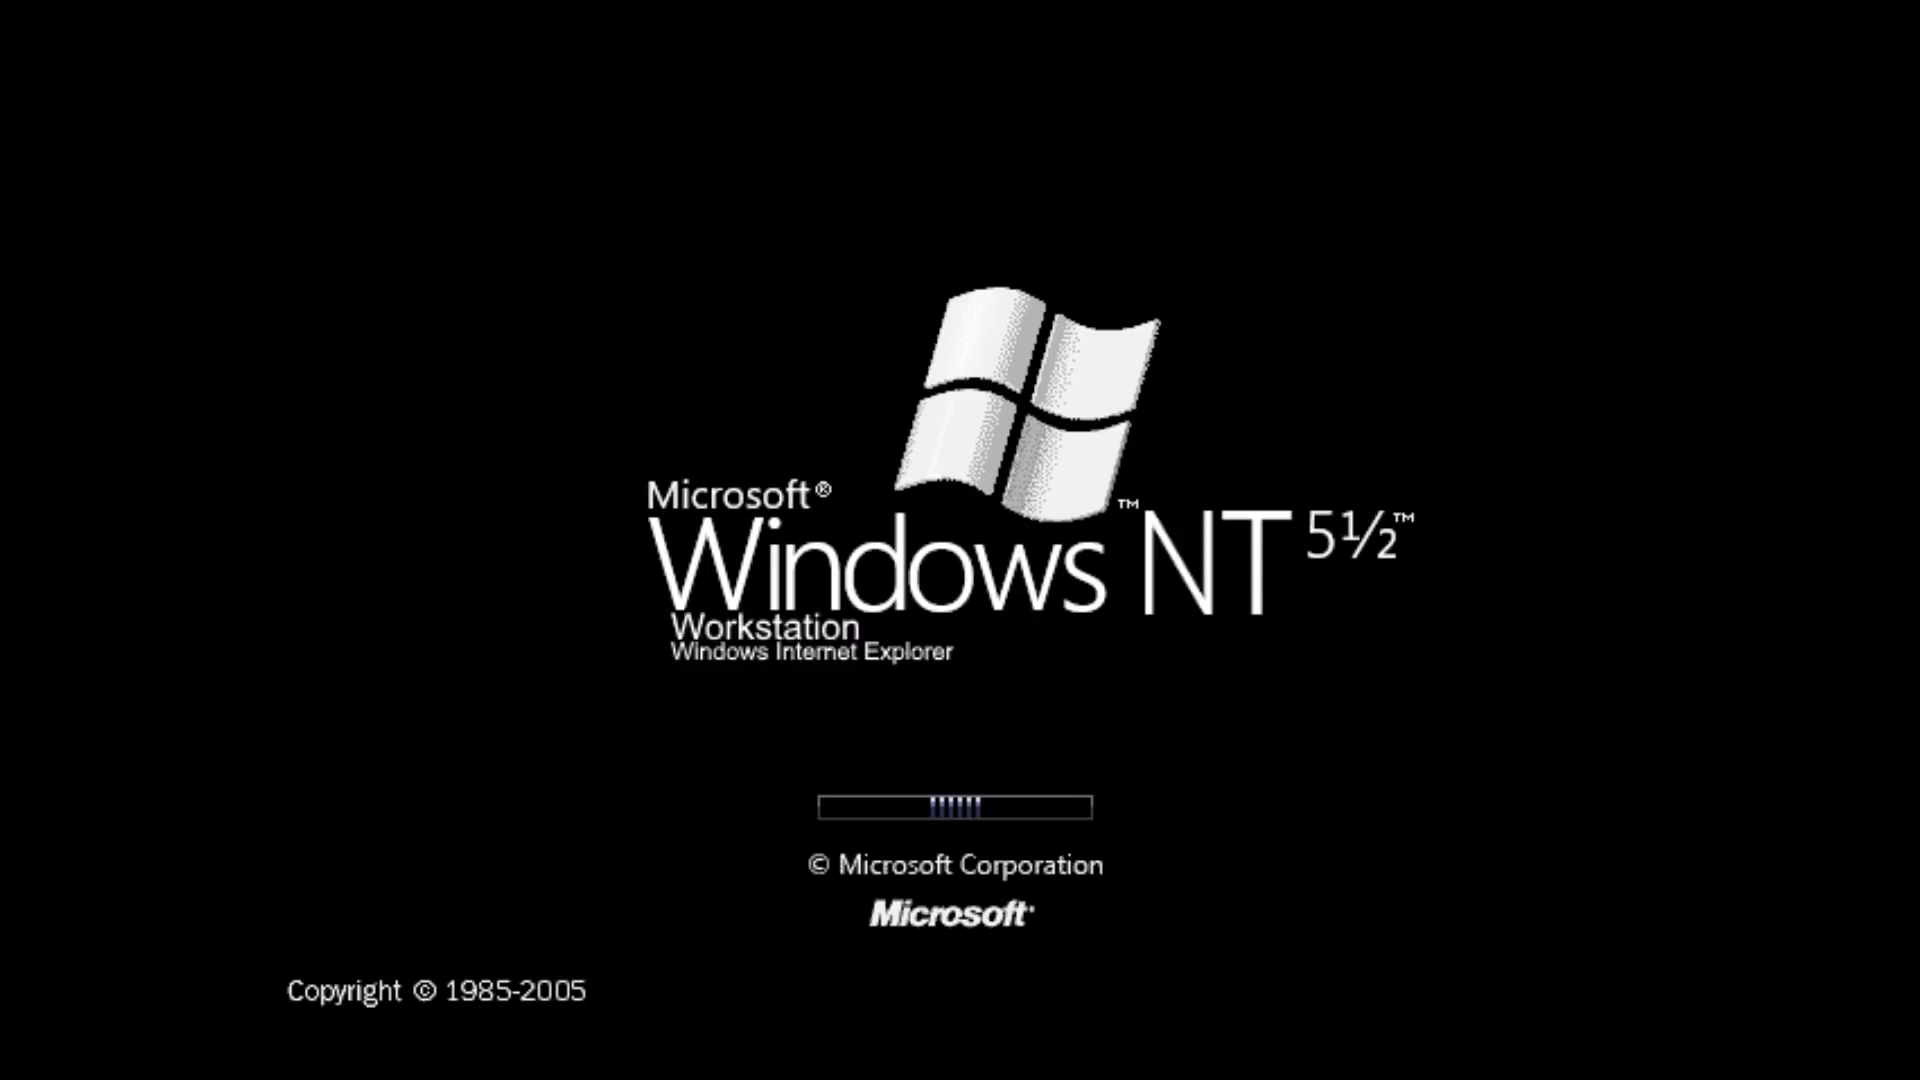 Microsoft®
Windows™ NT 5½™
Workstation
Windows Internet Explorer
© Microsoft Corporation
Microsoft®
Copyright © 1985-2005